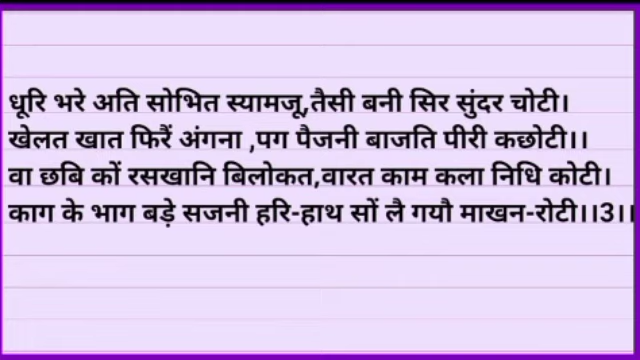 धूरि भरे अति सोभित स्यामजू,तैसी बनी सिर सुंदर चोटी।
खेलत खात फिरैं अंगना ,पग पैजनी बाजति पीरी कछोटी।।
वा छबि कों रसखानि बिलोकत,वारत काम कला निधि कोटी।
काग के भाग बड़े सजनी हरि-हाथ सों लै गयौ माखन-रोटी।।3।।